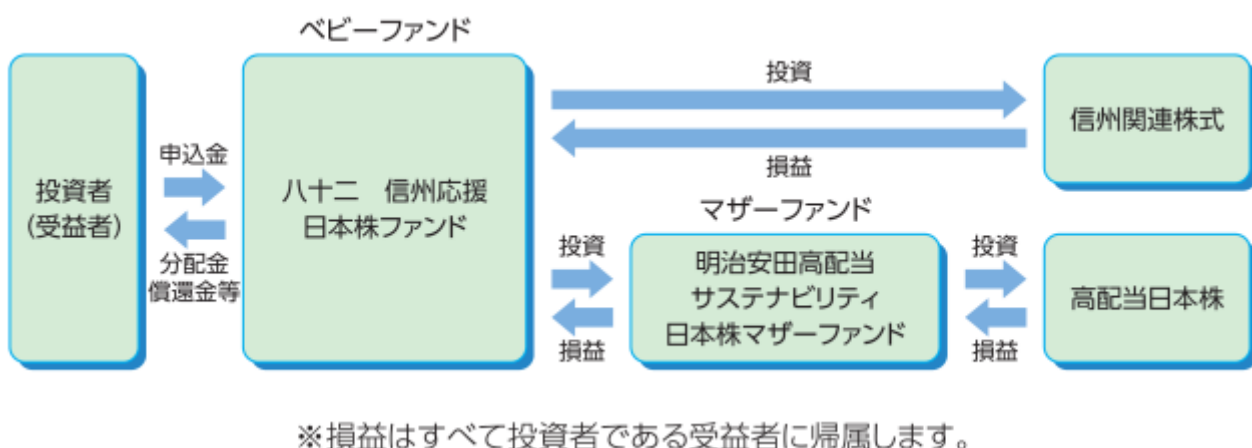 ベビーファンド
投資者
(受益者)
申込金
分配金
償還金等
八十二　信州応援
日本株ファンド
投資
損益
信州関連株式
マザーファンド
投資
損益
明治安田高配当
サステナビリティ
日本株マザーファンド
投資
損益
高配当日本株
※損益はすべて投資者である受益者に帰属します。